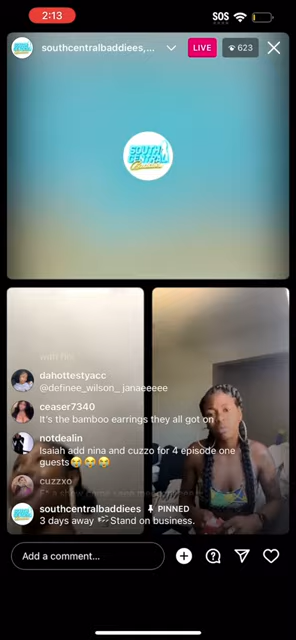 2:13
SOS
southcentralbaddiees,...
LIVE
623
SOUTH
CENTRAL
dahottestyacc
@definee_wilson_ janaeeeee
ceaser7340
It's the bamboo earrings they all got on
notdealin
Isaiah add nina and cuzzo for 4 episode one
guests😂😂😂
cuzzxo
southcentralbaddiees PINNED
3 days away Stand on business.
Add a comment...